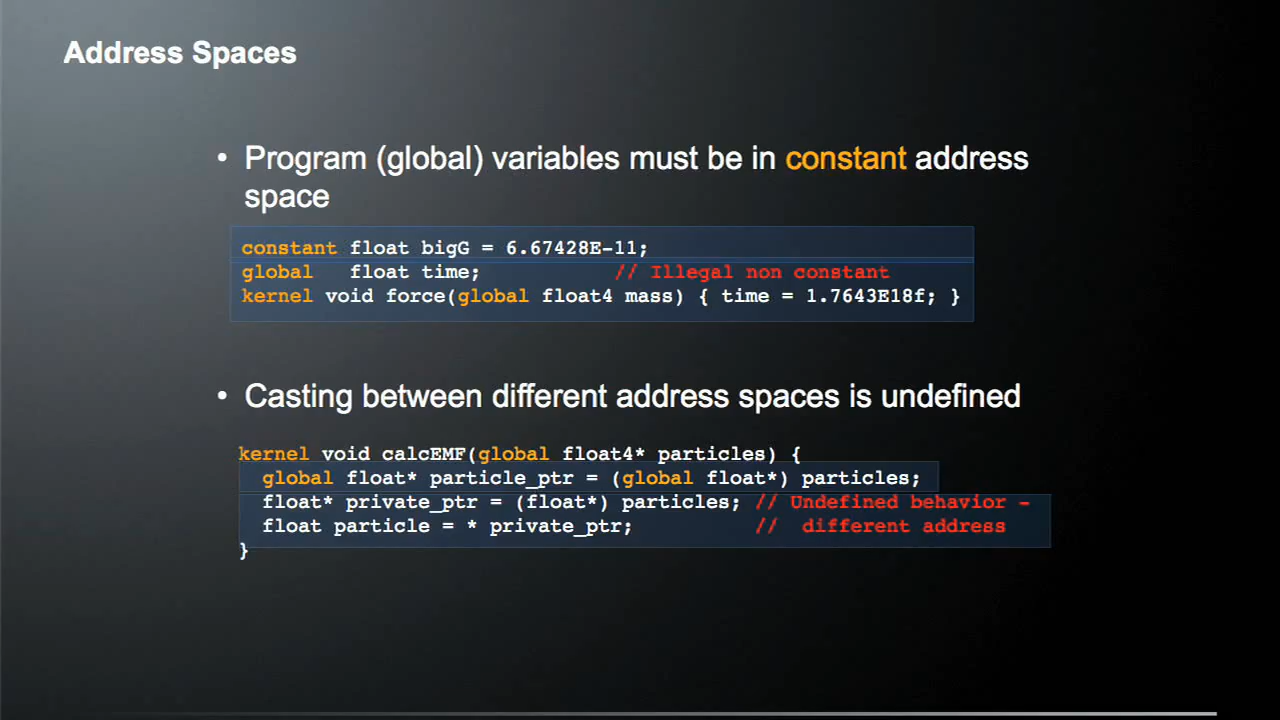 Address Spaces
• Program (global) variables must be in constant address
space
constant float bigG = 6.67428E-11;
global   float time;           // Illegal non constant
kernel void force(global float4 mass) { time = 1.7643E18f; }
• Casting between different address spaces is undefined
kernel void calcEMF(global float4* particles) {
  global float* particle_ptr = (global float*) particles;
  float* private_ptr = (float*) particles; // Undefined behavior -
  float particle = * private_ptr;          //  different address
}